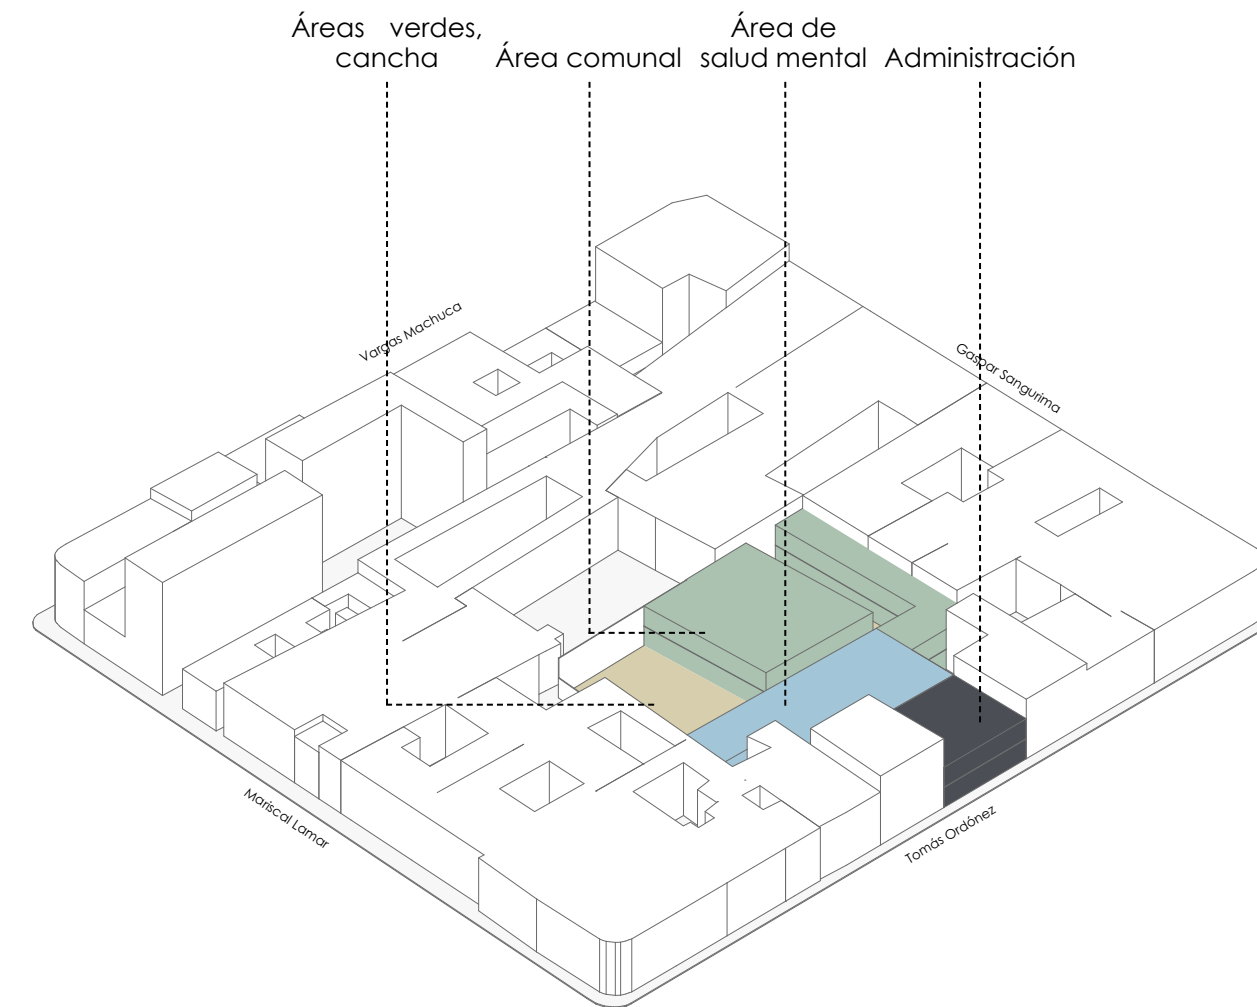 Áreas verdes,
cancha
Área comunal
Área de
salud mental
Administración
Vargas Machuca
Gaspar Sangurima
Mariscal Lamar
Tomás Ordónez